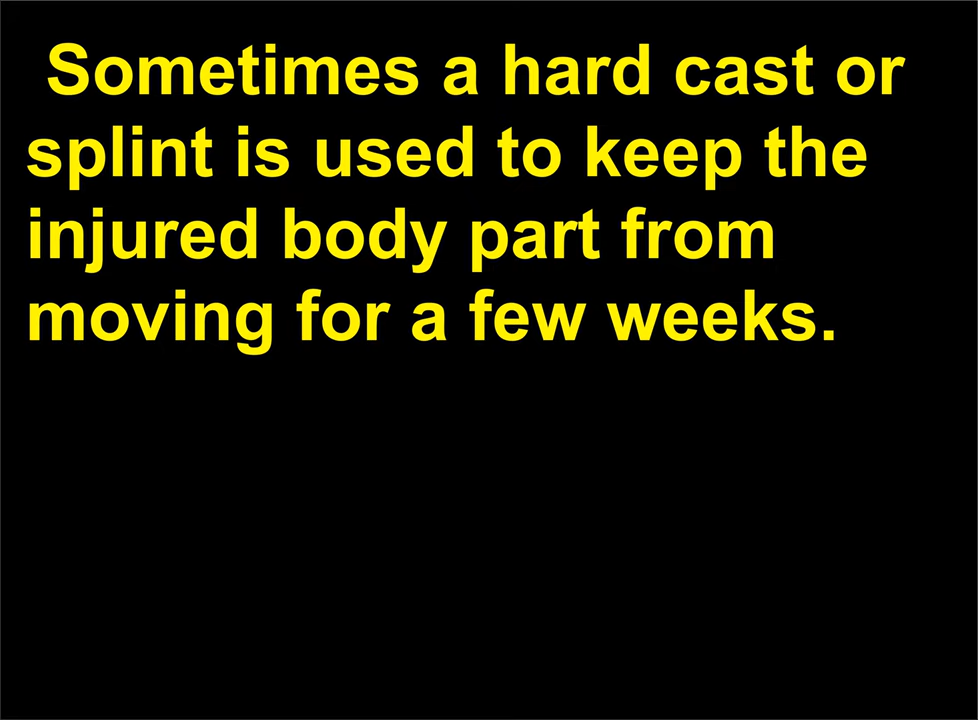 Sometimes a hard cast or
splint is used to keep the
injured body part from
moving for a few weeks.